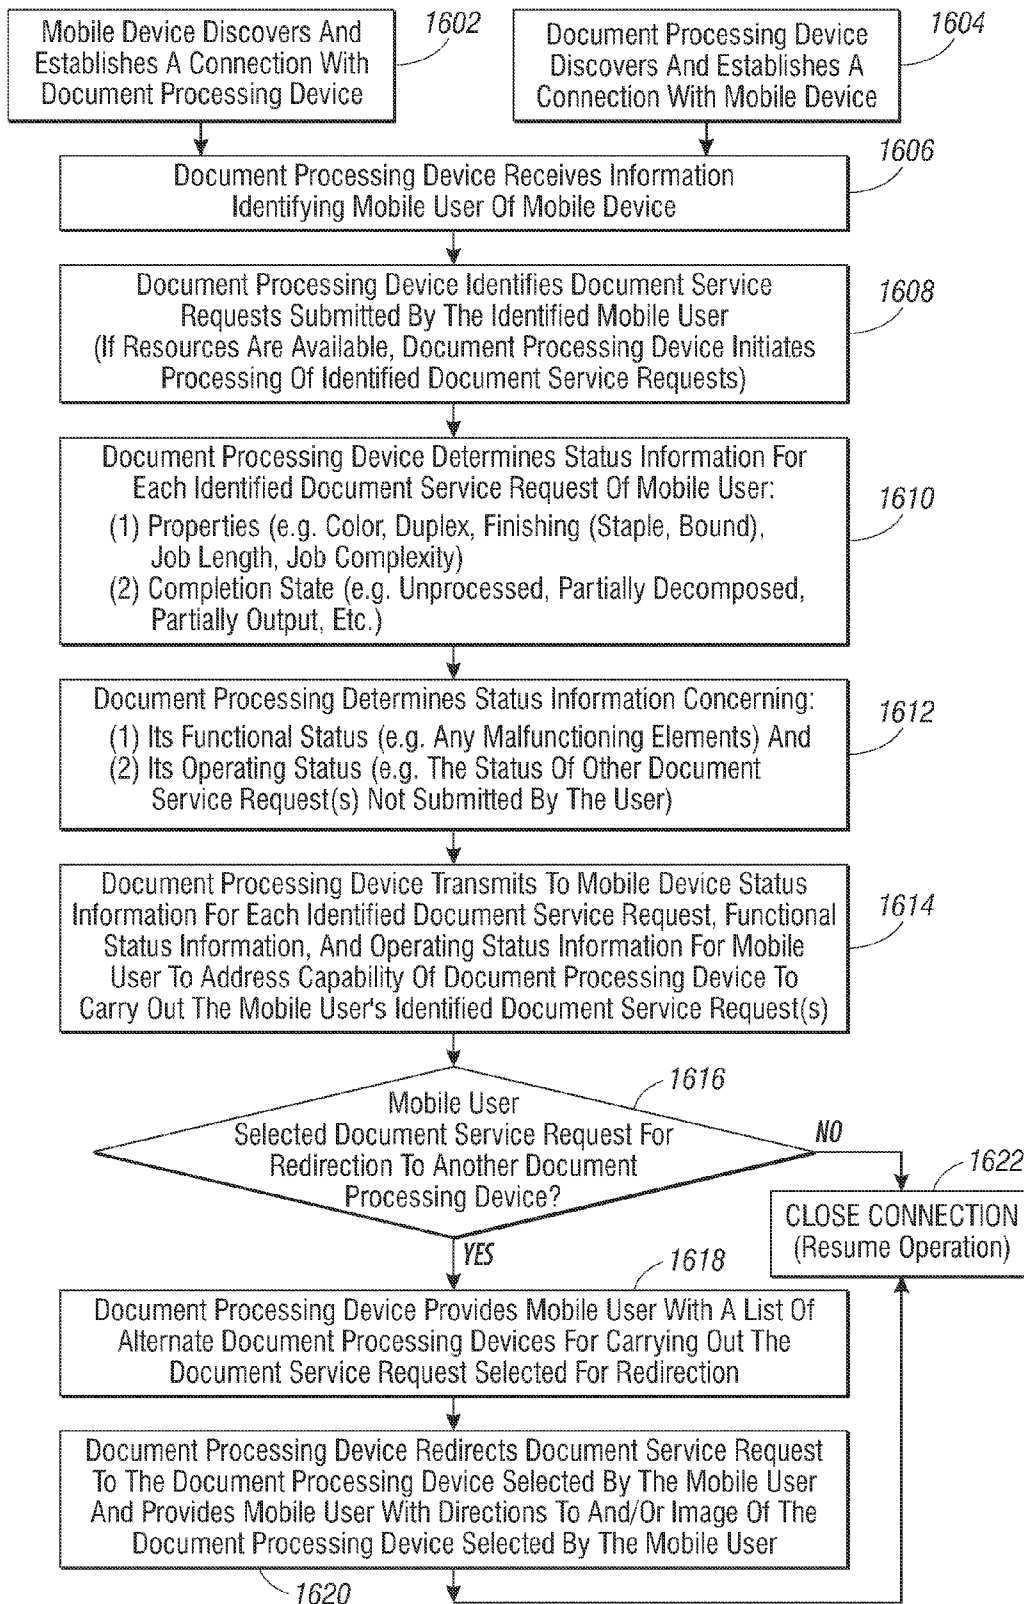 Mobile Device Discovers And
Establishes A Connection With
Document Processing Device
1602
Document Processing Device
Discovers And Establishes A
Connection With Mobile Device
1604
Document Processing Device Receives Information
Identifying Mobile User Of Mobile Device
1606
Document Processing Device Identifies Document Service
Requests Submitted By The Identified Mobile User
(If Resources Are Available, Document Processing Device Initiates
Processing Of Identified Document Service Requests)
1608
Document Processing Device Determines Status Information For
Each Identified Document Service Request Of Mobile User:
(1) Properties (e.g. Color, Duplex, Finishing (Staple, Bound),
Job Length, Job Complexity)
(2) Completion State (e.g. Unprocessed, Partially Decomposed,
Partially Output, Etc.)
1610
Document Processing Determines Status Information Concerning:
(1) Its Functional Status (e.g. Any Malfunctioning Elements) And
(2) Its Operating Status (e.g. The Status Of Other Document
Service Request(s) Not Submitted By The User)
1612
Document Processing Device Transmits To Mobile Device Status
Information For Each Identified Document Service Request, Functional
Status Information, And Operating Status Information For Mobile
User To Address Capability Of Document Processing Device To
Carry Out The Mobile User's Identified Document Service Request(s)
1614
Mobile User
Selected Document Service Request For
Redirection To Another Document
Processing Device?
1616
NO
YES
CLOSE CONNECTION
(Resume Operation)
1622
Document Processing Device Provides Mobile User With A List Of
Alternate Document Processing Devices For Carrying Out The
Document Service Request Selected For Redirection
1618
Document Processing Device Redirects Document Service Request
To The Document Processing Device Selected By The Mobile User
And Provides Mobile User With Directions To And/Or Image Of The
Document Processing Device Selected By The Mobile User
1620